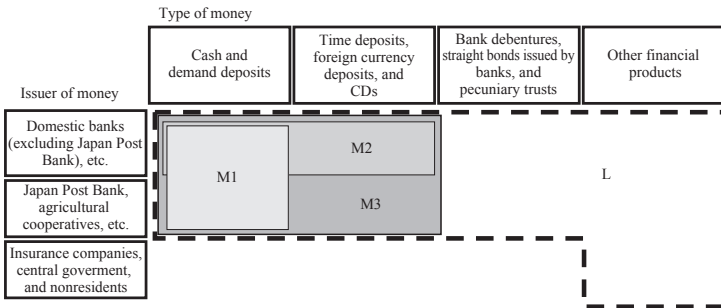 Type of money
Cash and
demand deposits
Time deposits,
foreign currency
deposits, and
CDs
Bank debentures,
straight bonds issued by
banks, and
pecuniary trusts
Other financial
products
Issuer of money
Domestic banks
(excluding Japan Post
Bank), etc.
Japan Post Bank,
agricultural
cooperatives, etc.
Insurance companies,
central goverment,
and nonresidents
M1
M2
M3
L